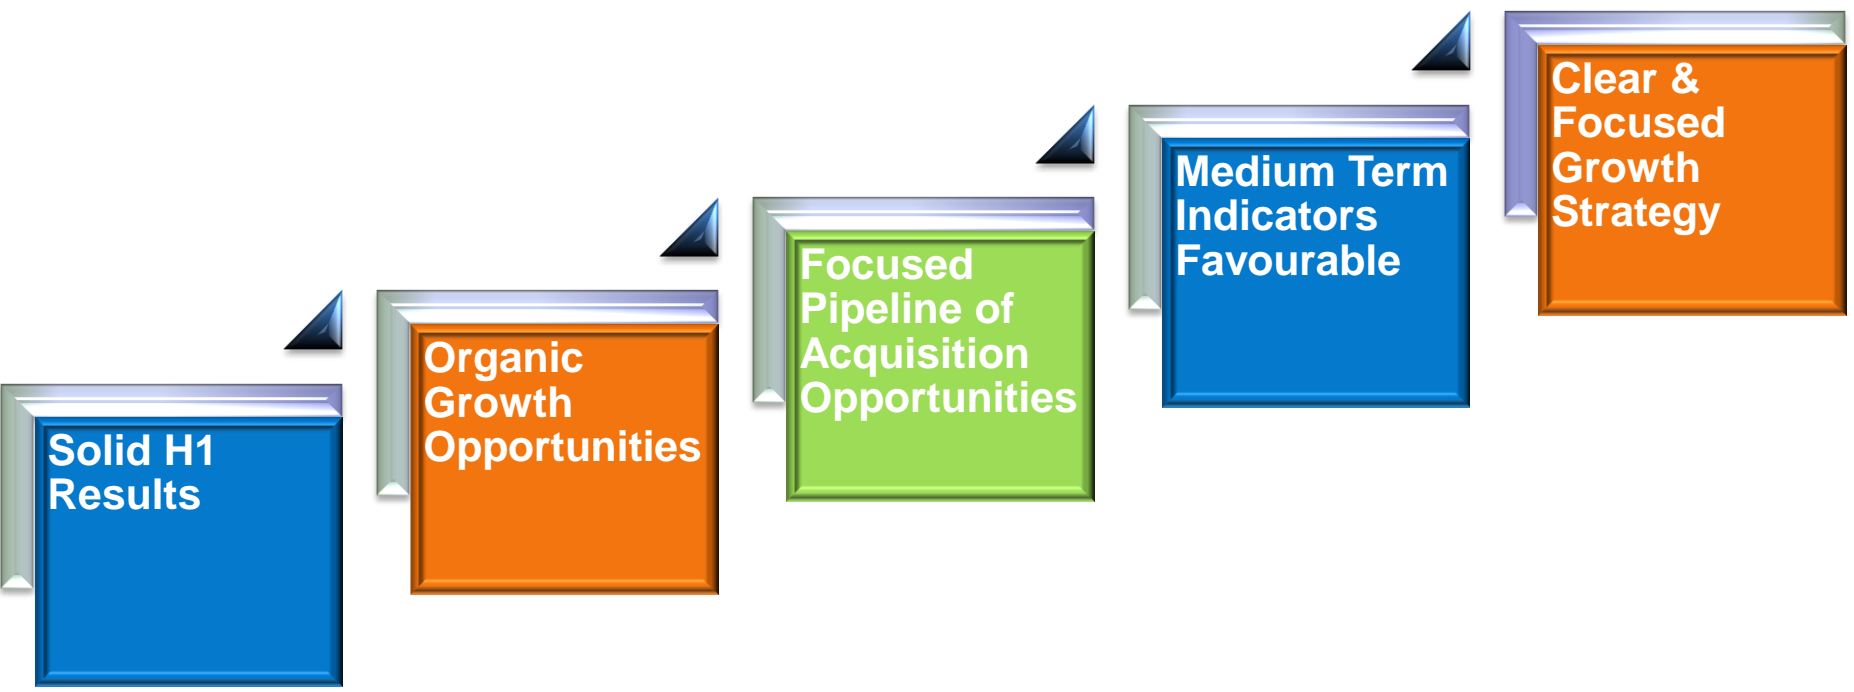 Solid H1
Results
Organic
Growth
Opportunities
Focused
Pipeline of
Acquisition
Opportunities
Medium Term
Indicators
Favourable
Clear &
Focused
Growth
Strategy